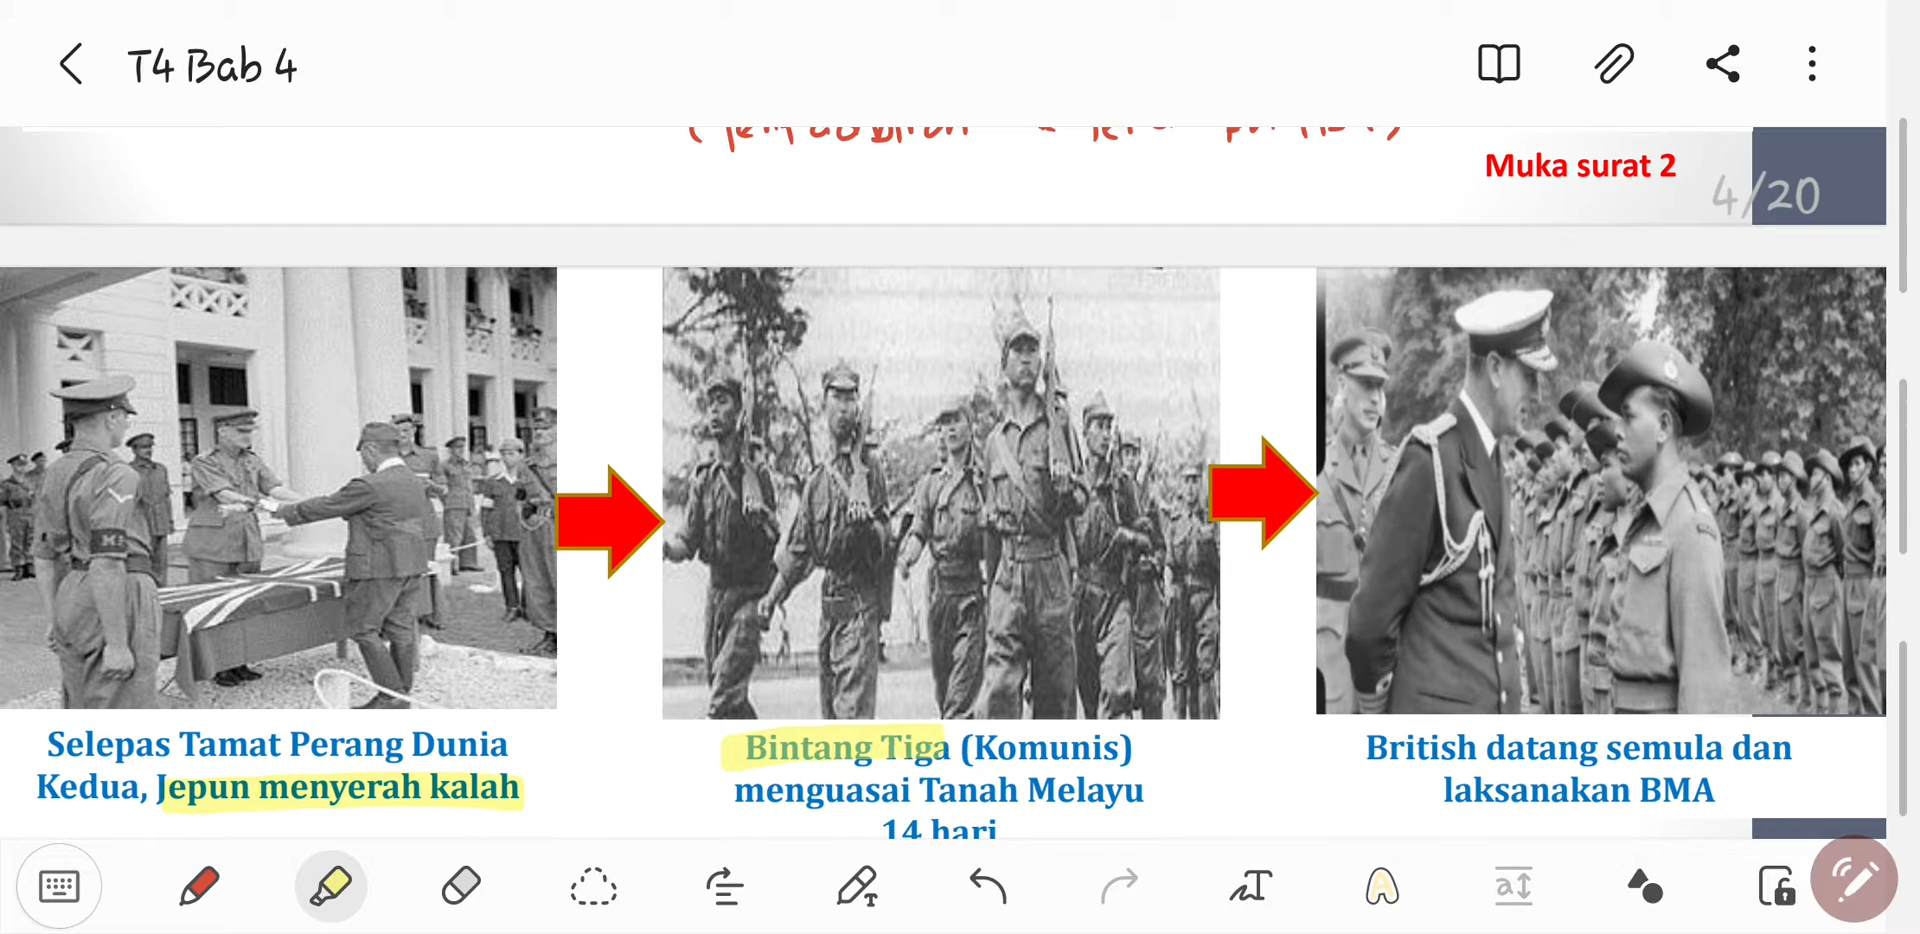 T4 Bab 4
Muka surat 2
4/20
Selepas Tamat Perang Dunia
Kedua, Jepun menyerah kalah
Bintang Tiga (Komunis)
menguasai Tanah Melayu
14 hari
British datang semula dan
laksanakan BMA